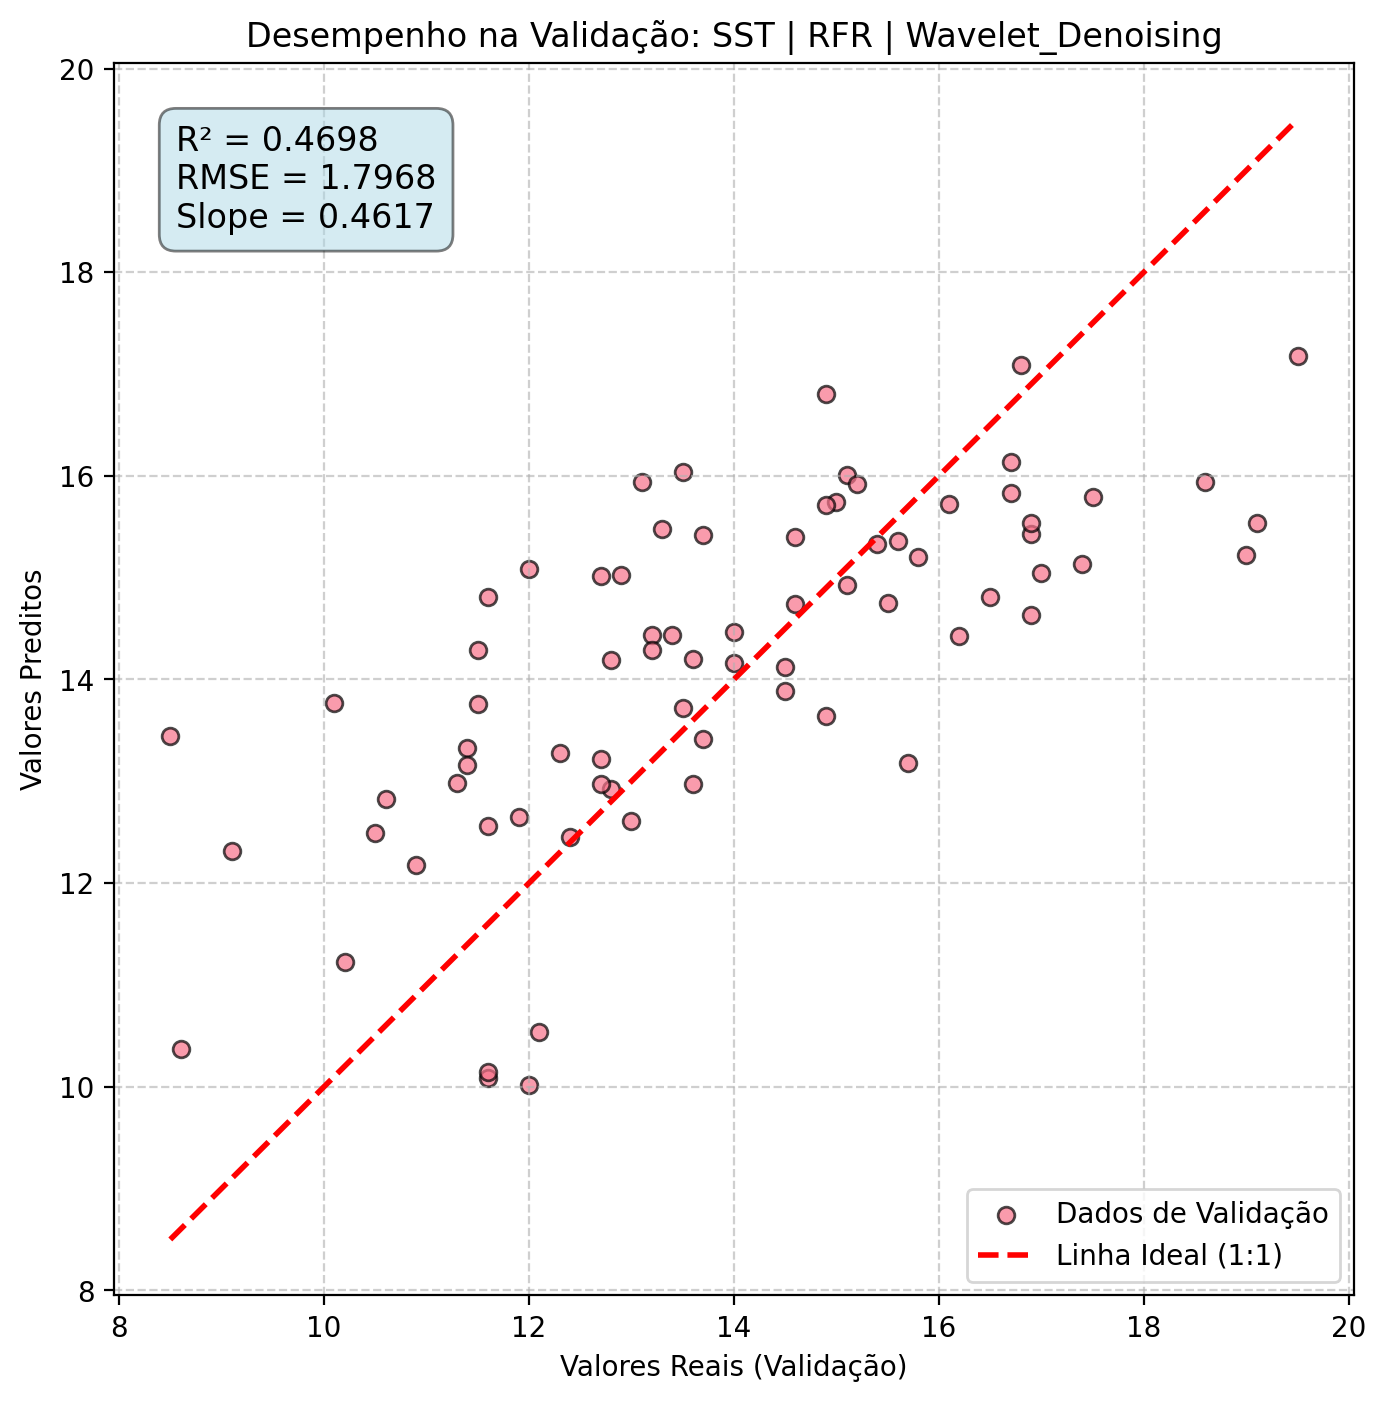 Desempenho na Validação: SST | RFR | Wavelet_Denoising
R² = 0.4698
RMSE = 1.7968
Slope = 0.4617
Valores Preditos
20
18
16
14
12
10
8
8 10 12 14 16 18 20
Valores Reais (Validação)
Dados de Validação
Linha Ideal (1:1)